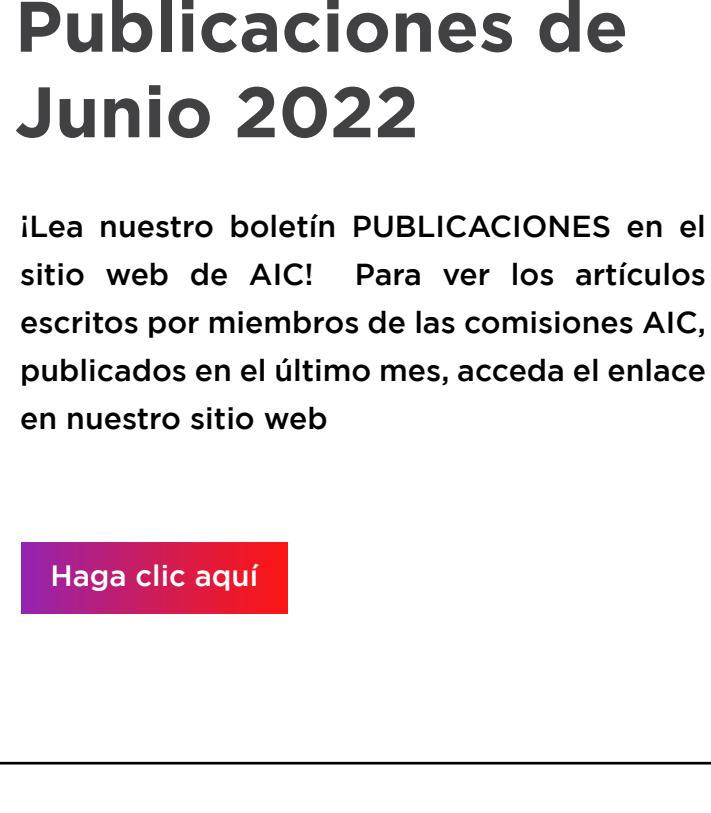 Publicaciones de
Junio 2022
¡Lea nuestro boletín PUBLICACIONES en el
sitio web de AIC! Para ver los artículos
escritos por miembros de las comisiones AIC,
publicados en el último mes, acceda el enlace
en nuestro sitio web
Haga clic aquí